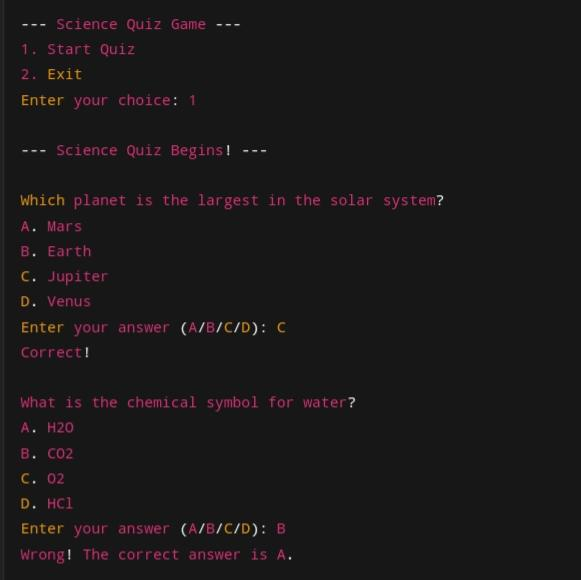 --- Science Quiz Game ---
1. Start Quiz
2. Exit
Enter your choice: 1
--- Science Quiz Begins! ---
Which planet is the largest in the solar system?
A. Mars
B. Earth
C. Jupiter
D. Venus
Enter your answer (A/B/C/D): C
Correct!
What is the chemical symbol for water?
A. H2O
B. CO2
C. O2
D. HCl
Enter your answer (A/B/C/D): B
Wrong! The correct answer is A.